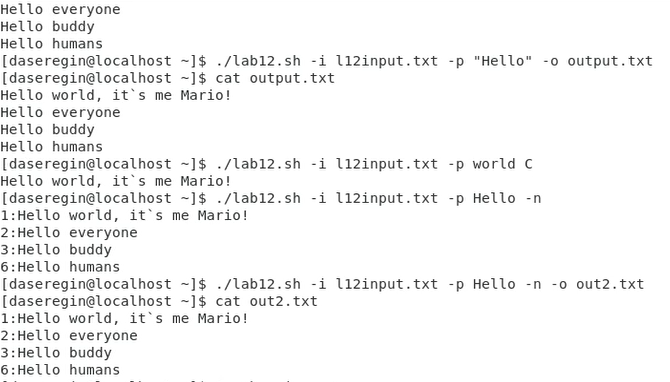 Hello everyone
Hello buddy
Hello humans
[daseregin@localhost ~]$ ./lab12.sh -i l12input.txt -p "Hello" -o output.txt
[daseregin@localhost ~]$ cat output.txt
Hello world, it`s me Mario!
Hello everyone
Hello buddy
Hello humans
[daseregin@localhost ~]$ ./lab12.sh -i l12input.txt -p world C
Hello world, it`s me Mario!
[daseregin@localhost ~]$ ./lab12.sh -i l12input.txt -p Hello -n
1:Hello world, it`s me Mario!
2:Hello everyone
3:Hello buddy
6:Hello humans
[daseregin@localhost ~]$ ./lab12.sh -i l12input.txt -p Hello -n -o out2.txt
[daseregin@localhost ~]$ cat out2.txt
1:Hello world, it`s me Mario!
2:Hello everyone
3:Hello buddy
6:Hello humans